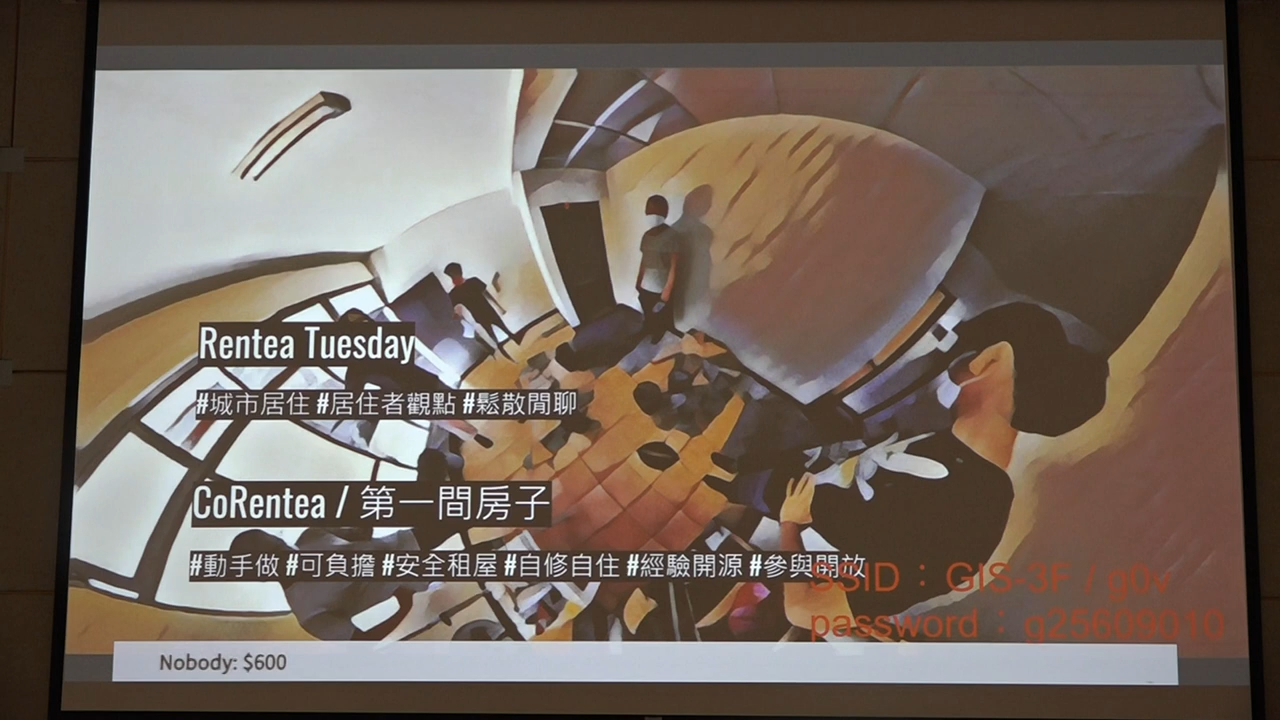 Rentea Tuesday
#城市居住 #居住者觀點 #鬆散閒聊
CoRentea / 第一間房子
#動手做 #可負擔 #安全租屋 #自修自住 #經驗開源 #參與開放
SSID：GIS-3F / g0v
password：g25609010
Nobody: $600